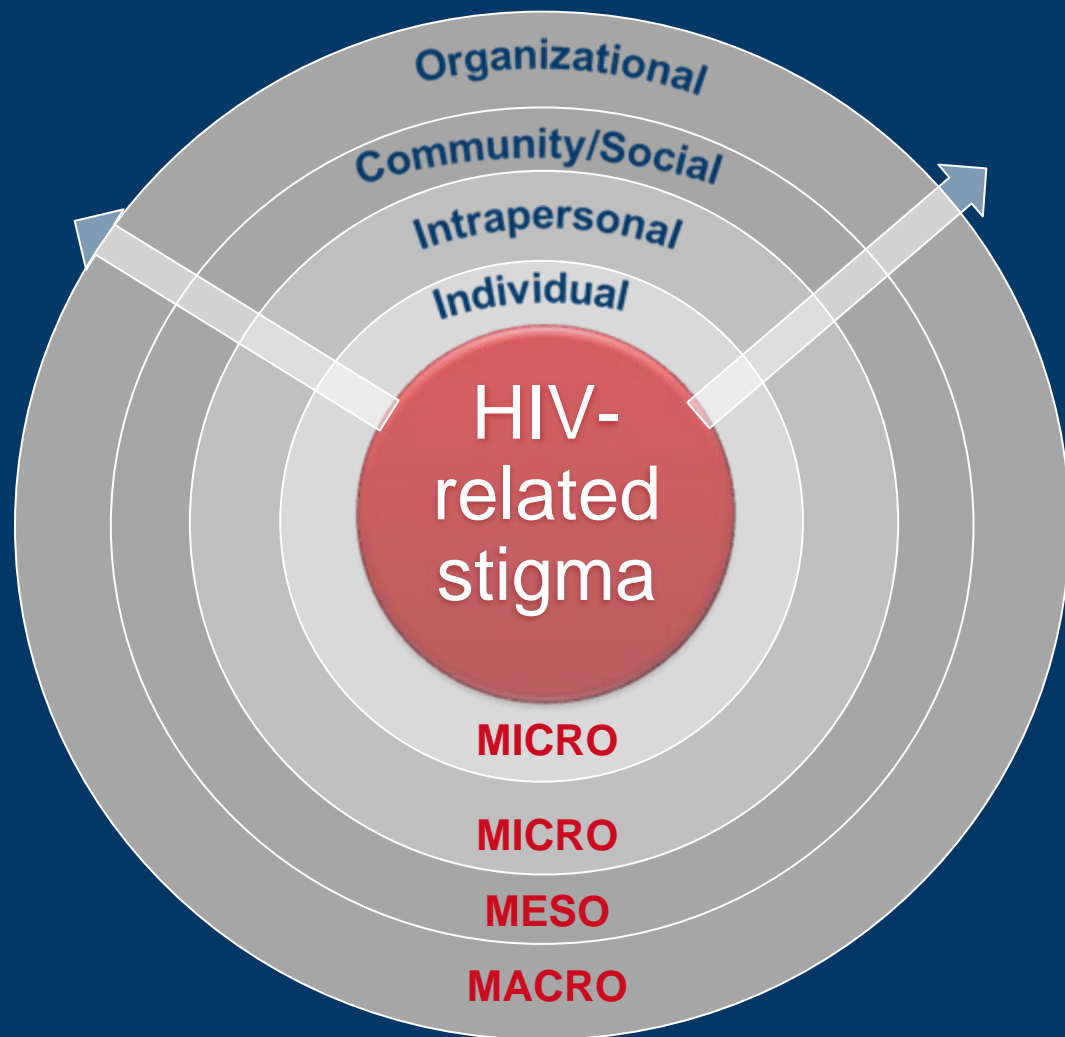 Organizational
Community/Social
Intrapersonal
Individual
HIV-
related
stigma
MICRO
MICRO
MESO
MACRO